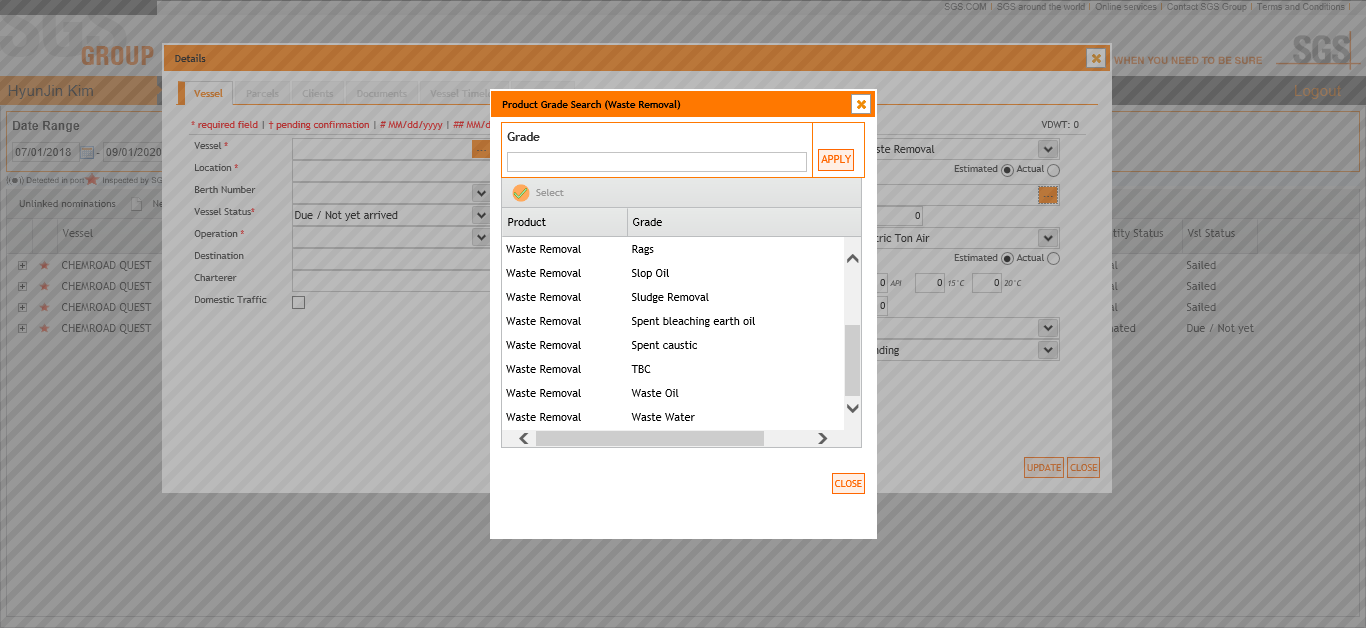 SGS.COM | SGS around the world | Online services | Contact SGS Group | Terms and Conditions |
SGS GROUP
WHEN YOU NEED TO BE SURE SGS
HyunJin Kim
Logout
Date Range
07/01/2018 - 09/01/2020
Detected in port Inspected by SG
Unlinked nominations Ne
Vessel
tity Status Vsl Status
CHEMROAD QUEST al Sailed
CHEMROAD QUEST al Sailed
CHEMROAD QUEST al Sailed
CHEMROAD QUEST nated Due / Not yet
Details
Vessel Parcels Clients Documents Vessel Timel
* required field | † pending confirmation | # MM/dd/yyyy | ## MM/d
VDWT: 0
Vessel * ...
Location *
Berth Number
Vessel Status* Due / Not yet arrived
Operation *
Destination
Charterer
Domestic Traffic
ste Removal
Estimated Actual
...
0
tric Ton Air
Estimated Actual
0 API 0 15°C 0 20°C
0
nding
UPDATE CLOSE
Product Grade Search (Waste Removal)
Grade
APPLY
Select
Product Grade
Waste Removal Rags
Waste Removal Slop Oil
Waste Removal Sludge Removal
Waste Removal Spent bleaching earth oil
Waste Removal Spent caustic
Waste Removal TBC
Waste Removal Waste Oil
Waste Removal Waste Water
CLOSE